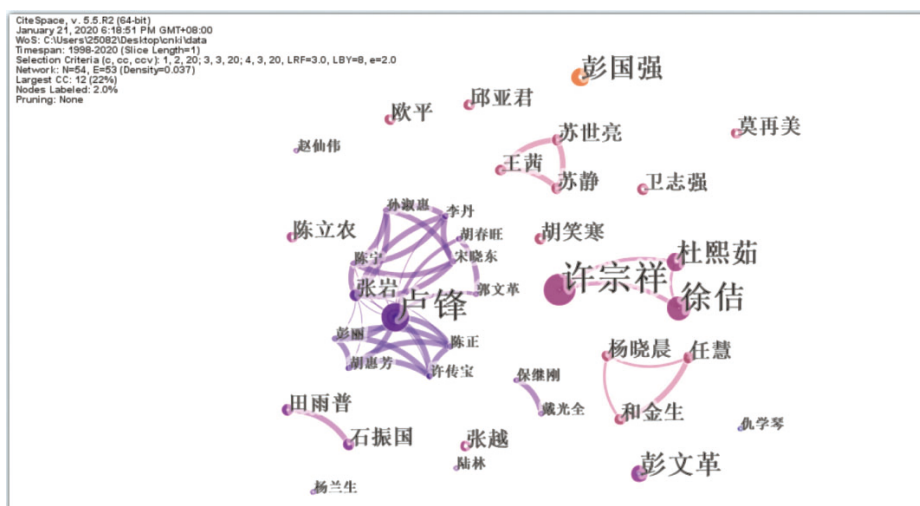 CiteSpace, v. 5.5.R2 (64-bit)
January 21, 2020 6:18:51 PM GMT+08:00
WoS: C:\Users\25082\Desktop\cnki\data
Timespan: 1998-2020 (Slice Length=1)
Selection Criteria (c, cc, ccv): 1, 2, 20; 3, 3, 20; 4, 3, 20, LRF=3.0, LBY=8, e=2.0
Network: N=54, E=53 (Density=0.037)
Largest CC: 12 (22%)
Nodes Labeled: 2.0%
Pruning: None
彭国强
邱亚君
欧平
苏世亮
莫再美
赵仙伟
王茜
苏静
卫志强
孙淑惠
李丹
陈立农
胡春旺
胡笑寒
宋晓东
杜熙茹
陈宁
许宗祥
张岩
郭文革
卢锋
徐佶
彭丽
陈正
杨晓晨
任慧
胡惠芳
许传宝
保继刚
田雨普
戴光全
和金生
仇学琴
石振国
张越
陆林
彭文革
杨兰生